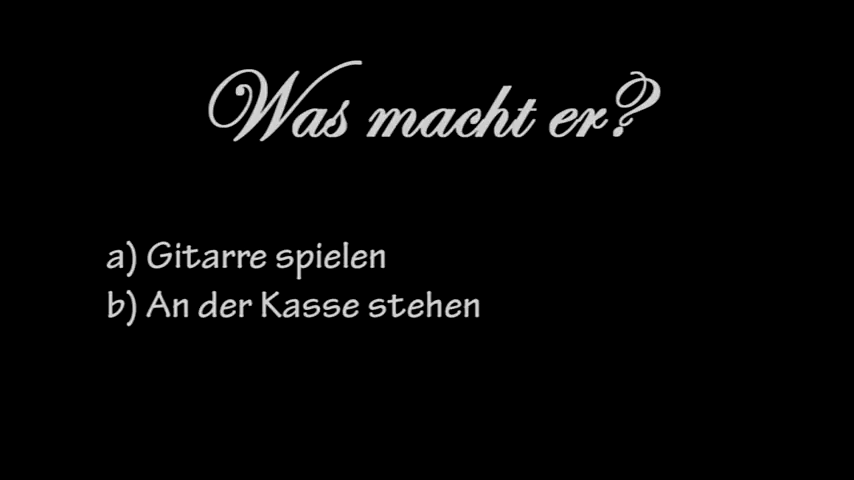 Was macht er?
a) Gitarre spielen
b) An der Kasse stehen